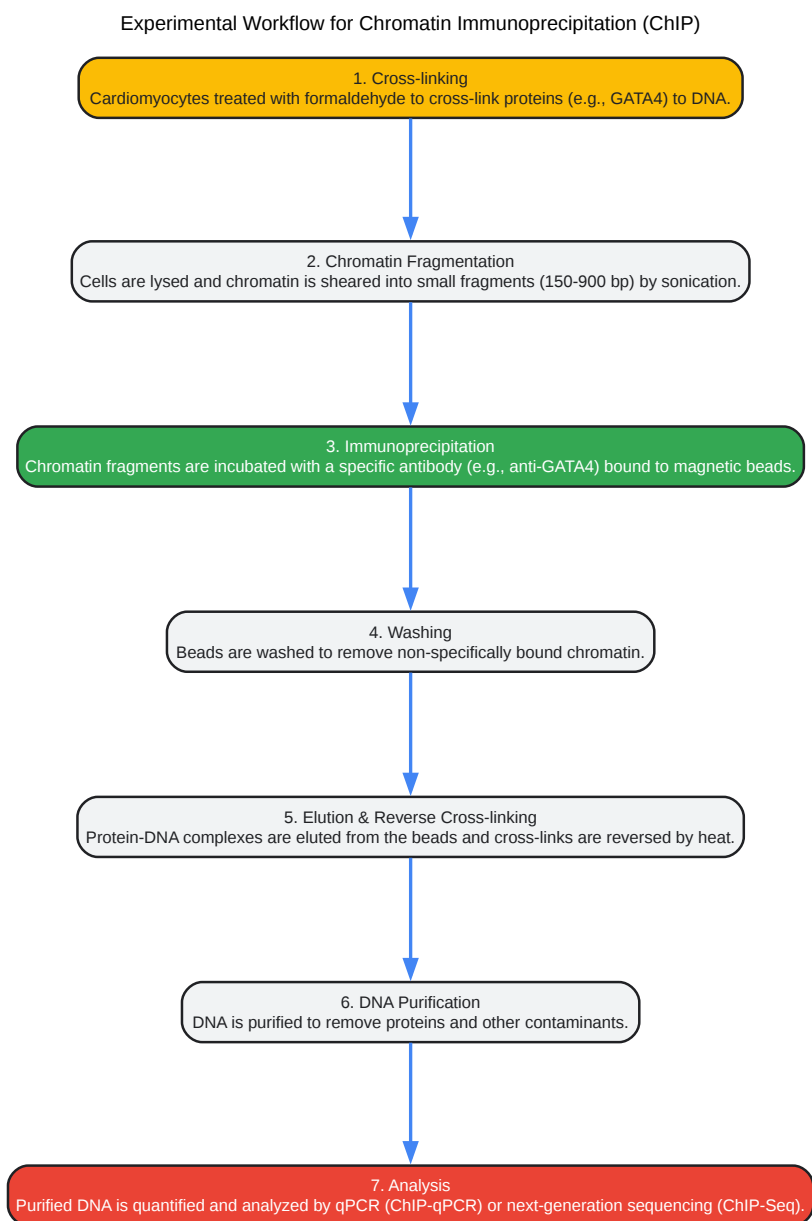 Experimental Workflow for Chromatin Immunoprecipitation (ChIP)
1. Cross-linking
Cardiomyocytes treated with formaldehyde to cross-link proteins (e.g., GATA4) to DNA.
2. Chromatin Fragmentation
Cells are lysed and chromatin is sheared into small fragments (150-900 bp) by sonication.
3. Immunoprecipitation
Chromatin fragments are incubated with a specific antibody (e.g., anti-GATA4) bound to magnetic beads.
4. Washing
Beads are washed to remove non-specifically bound chromatin.
5. Elution & Reverse Cross-linking
Protein-DNA complexes are eluted from the beads and cross-links are reversed by heat.
6. DNA Purification
DNA is purified to remove proteins and other contaminants.
7. Analysis
Purified DNA is quantified and analyzed by qPCR (ChIP-qPCR) or next-generation sequencing (ChIP-Seq).